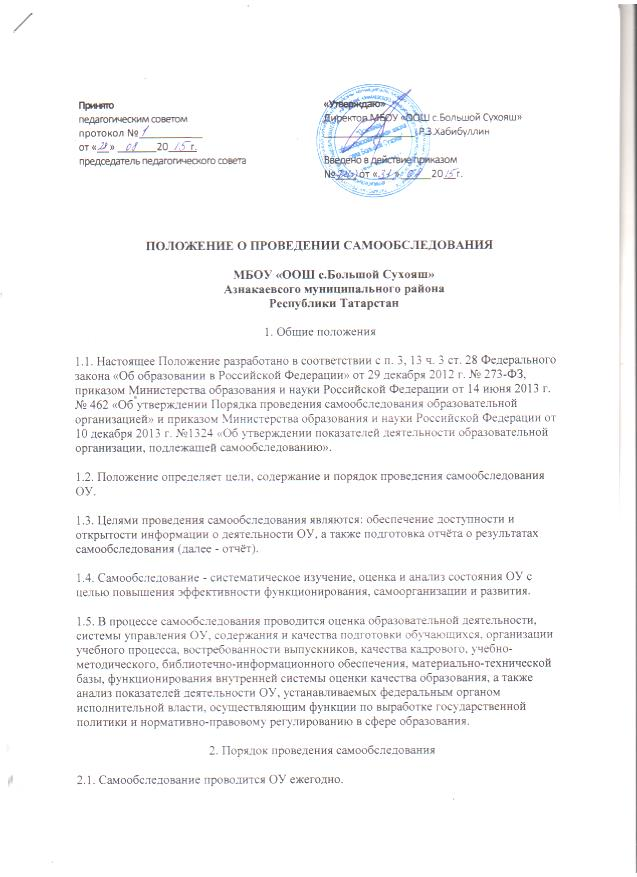 Принято
педагогическим советом
протокол № 1
от «28» 08 2015 г.
председатель педагогического совета
«Утверждаю»
Директор МБОУ «ООШ с.Большой Сухояш»
Р.З.Хабибуллин
Введено в действие приказом
№ от «31» 08 2015г.
ПОЛОЖЕНИЕ О ПРОВЕДЕНИИ САМООБСЛЕДОВАНИЯ
МБОУ «ООШ с.Большой Сухояш»
Азнакаевсого муниципального района
Республики Татарстан
1. Общие положения
1.1. Настоящее Положение разработано в соответствии с п. 3, 13 ч. 3 ст. 28 Федерального
закона «Об образовании в Российской Федерации» от 29 декабря 2012 г. № 273-ФЗ,
приказом Министерства образования и науки Российской Федерации от 14 июня 2013 г.
№ 462 «Об утверждении Порядка проведения самообследования образовательной
организацией» и приказом Министерства образования и науки Российской Федерации от
10 декабря 2013 г. №1324 «Об утверждении показателей деятельности образовательной
организации, подлежащей самообследованию».
1.2. Положение определяет цели, содержание и порядок проведения самообследования
ОУ.
1.3. Целями проведения самообследования являются: обеспечение доступности и
открытости информации о деятельности ОУ, а также подготовка отчёта о результатах
самообследования (далее - отчёт).
1.4. Самообследование - систематическое изучение, оценка и анализ состояния ОУ с
целью повышения эффективности функционирования, самоорганизации и развития.
1.5. В процессе самообследования проводится оценка образовательной деятельности,
системы управления ОУ, содержания и качества подготовки обучающихся, организации
учебного процесса, востребованности выпускников, качества кадрового, учебно-
методического, библиотечно-информационного обеспечения, материально-технической
базы, функционирования внутренней системы оценки качества образования, а также
анализ показателей деятельности ОУ, устанавливаемых федеральным органом
исполнительной власти, осуществляющим функции по выработке государственной
политики и нормативно-правовому регулированию в сфере образования.
2. Порядок проведения самообследования
2.1. Самообследование проводится ОУ ежегодно.